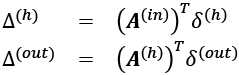 Δ^(h) = (A^(in))^T δ^(h)
Δ^(out) = (A^(h))^T δ^(out)